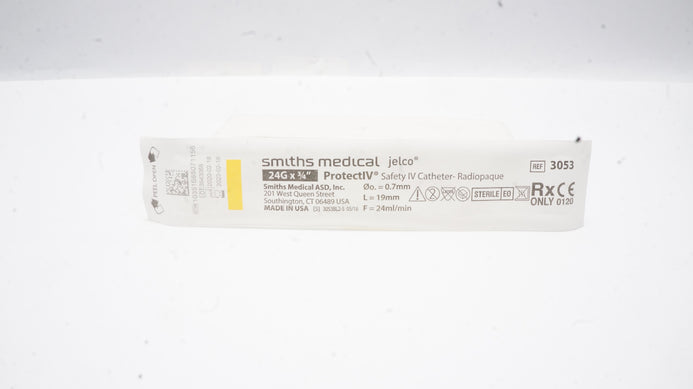 PEEL OPEN
smiths medical jelco®
24G x ¾" ProtectIV® Safety IV Catheter- Radiopaque
Smiths Medical ASD, Inc.
201 West Queen Street
Southington, CT 06489 USA
MADE IN USA
Øo. = 0.7mm
L = 19mm
F = 24ml/min
STERILE EO
REF 3053
Rx CE
ONLY 0120